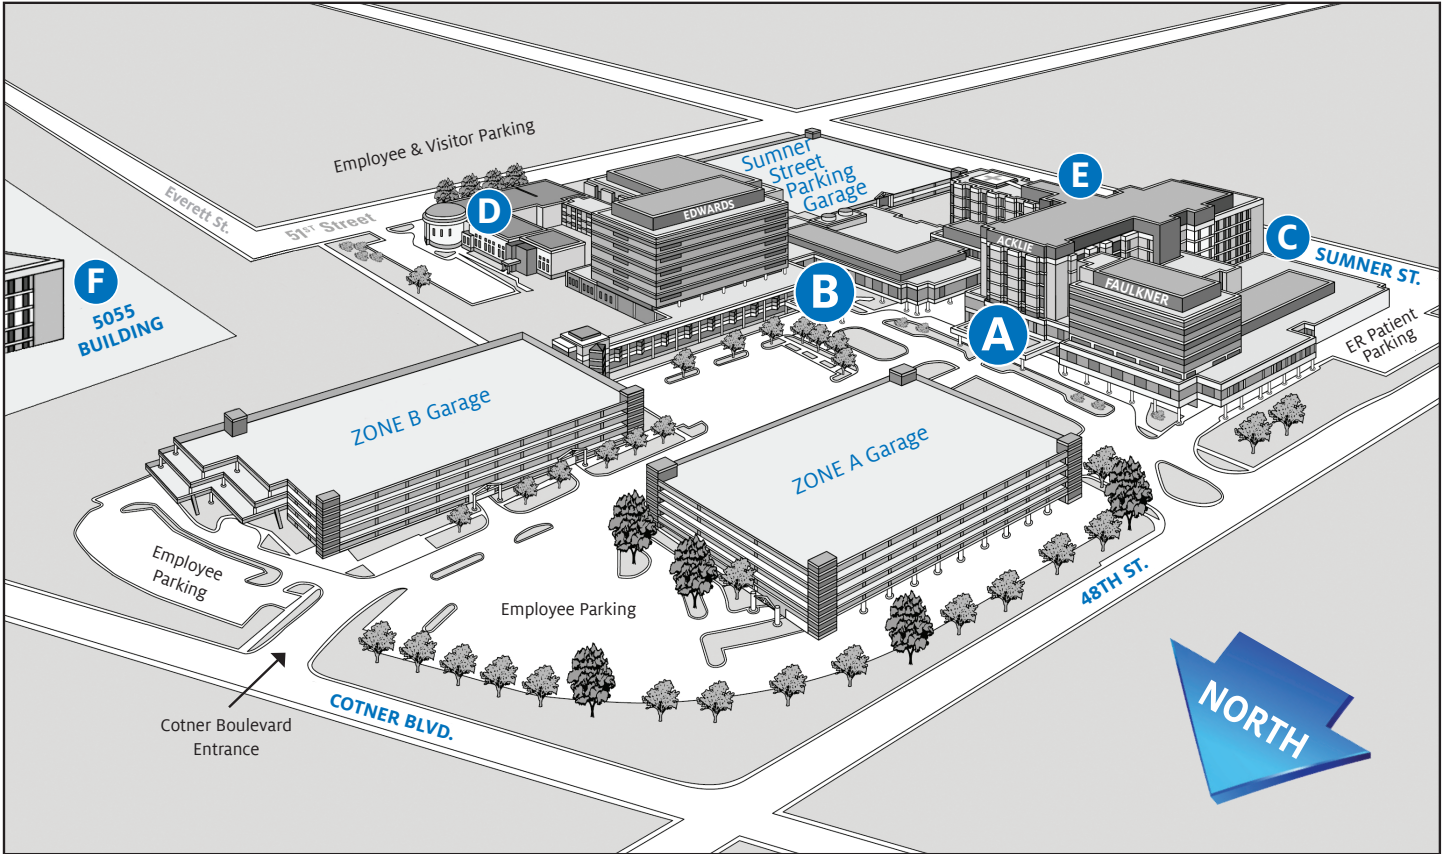 Employee & Visitor Parking
Sumner
Street
Parking
Garage
E
Everett St.
51ST Street
D
EDWARDS
ACKLIE
C
SUMNER ST.
F
5055
BUILDING
B
FAULKNER
A
ER Patient
Parking
ZONE B Garage
ZONE A Garage
Employee
Parking
Employee Parking
48TH ST.
COTNER BLVD.
Cotner Boulevard
Entrance
NORTH